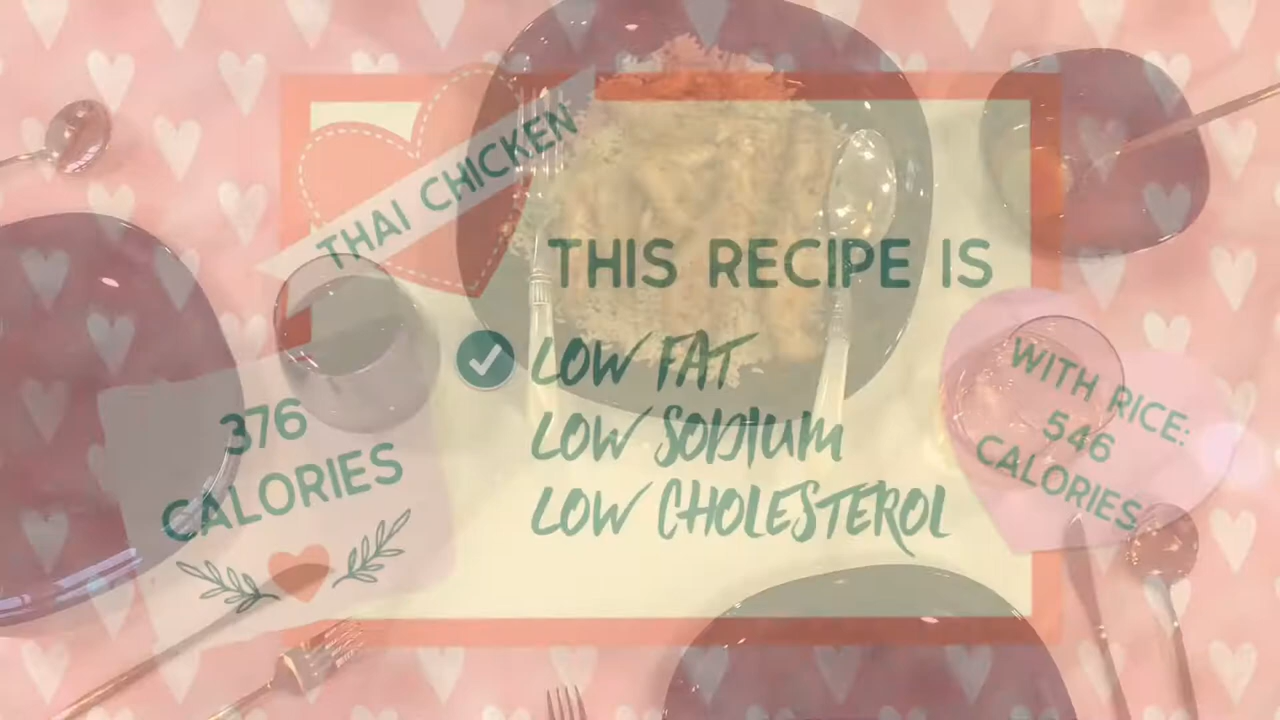 THAI CHICKEN
THIS RECIPE IS
LOW FAT
LOW SODIUM
LOW CHOLESTEROL
376
CALORIES
WITH RICE:
546
CALORIES